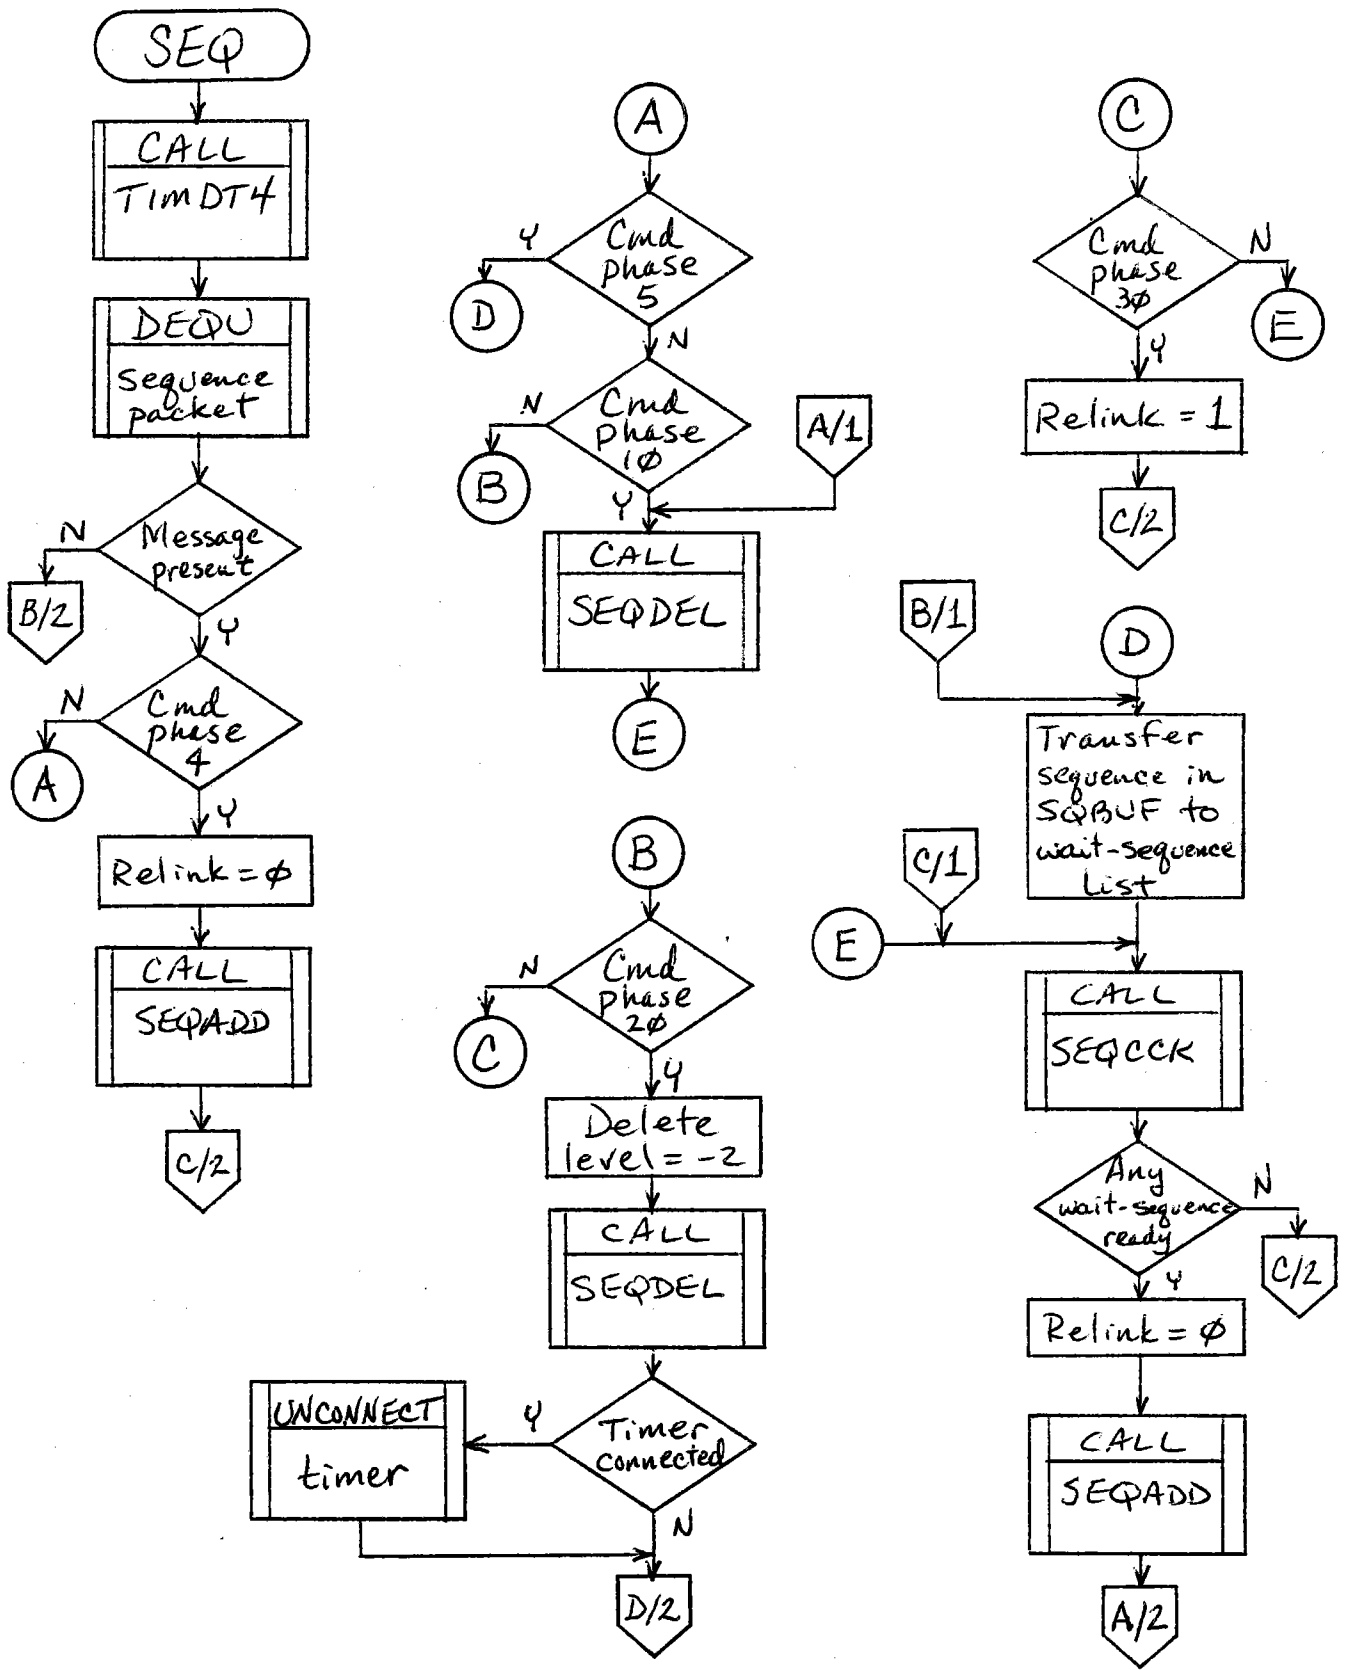 SEQ
CALL
TIMDT4
DEQU
Sequence
packet
Message
present
N
B/2
Y
Cmd
phase
4
N
A
Y
Relink = ø
CALL
SEQADD
C/2
A
Cmd
phase
5
Y
D
N
Cmd
phase
1ø
N
B
A/1
Y
CALL
SEQDEL
E
B
Cmd
phase
2ø
N
C
Y
Delete
level = -2
CALL
SEQDEL
Timer
connected
Y
UNCONNECT
timer
N
D/2
C
Cmd
phase
3ø
N
E
Y
Relink = 1
C/2
B/1
D
Transfer
sequence in
SQBUF to
wait-sequence
List
C/1
E
CALL
SEQCCK
Any
wait-sequence
ready
N
C/2
Y
Relink = ø
CALL
SEQADD
A/2